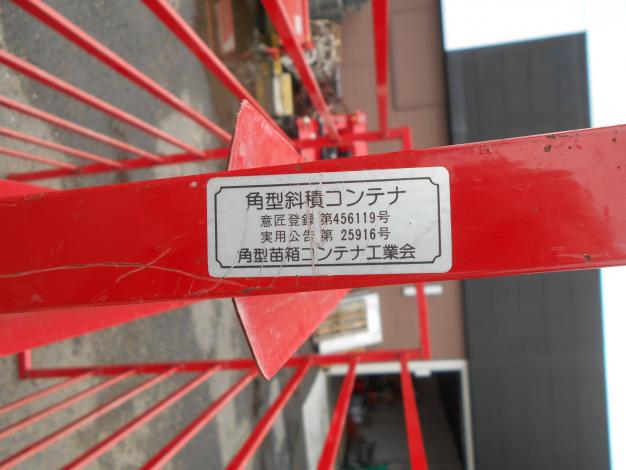 角型斜積コンテナ
意匠登録 第456119号
実用公告 第 25916号
角型苗箱コンテナ工業会